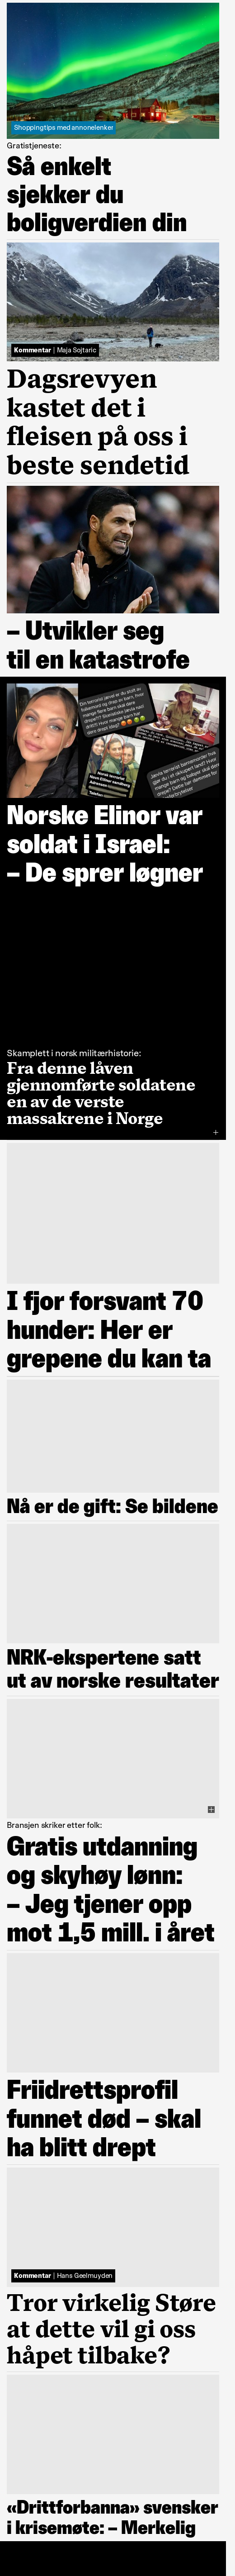 Shoppingtips med annonelenker
Gratistjeneste:
Så enkelt
sjekker du
boligverdien din
Kommentar | Maja Sojtaric
Dagsrevyen
kastet det i
fleisen på oss i
beste sendetid
– Utvikler seg
til en katastrofe
Norske Elinor var
soldat i Israel:
– De sprer løgner
Skamplett i norsk militærhistorie:
Fra denne låven
gjennomførte soldatene
en av de verste
massakrene i Norge
I fjor forsvant 70
hunder: Her er
grepene du kan ta
Nå er de gift: Se bildene
NRK-ekspertene satt
ut av norske resultater
Bransjen skriker etter folk:
Gratis utdanning
og skyhøy lønn:
– Jeg tjener opp
mot 1,5 mill. i året
Friidrettsprofil
funnet død – skal
ha blitt drept
Kommentar | Hans Geelmuyden
Tror virkelig Støre
at dette vil gi oss
håpet tilbake?
«Drittforbanna» svensker
i krisemøte: – Merkelig